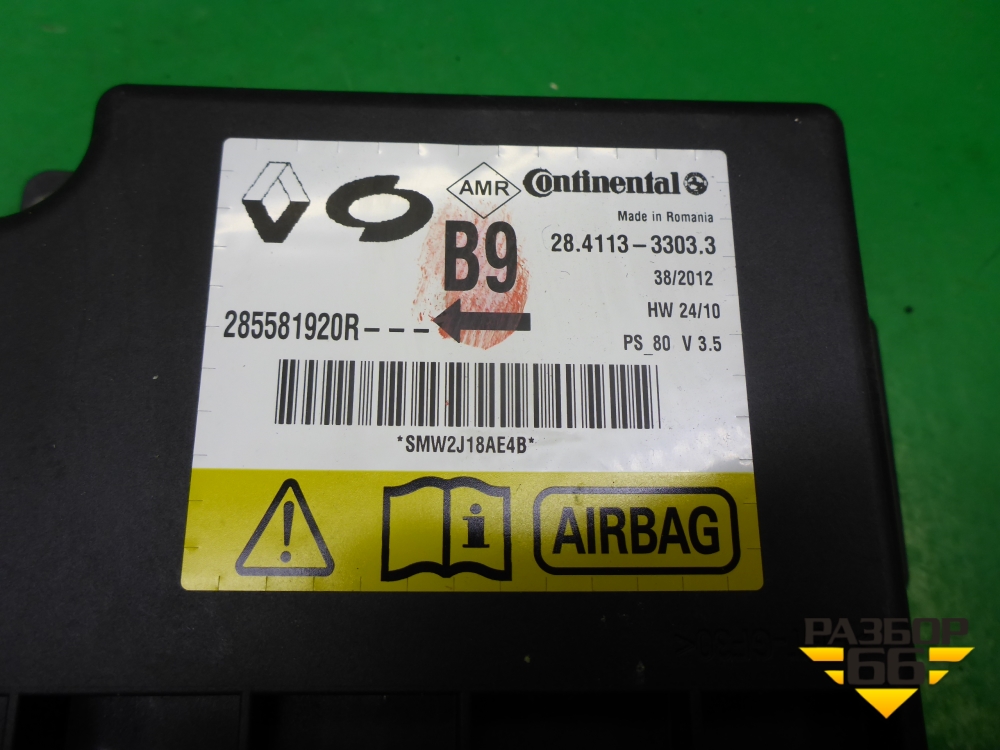 AMR
Continental
Made in Romania
B9
28.4113-3303.3
38/2012
HW 24/10
285581920R---
PS_80 V 3.5
*SMW2J18AE4B*
AIRBAG
РАЗБОР
66